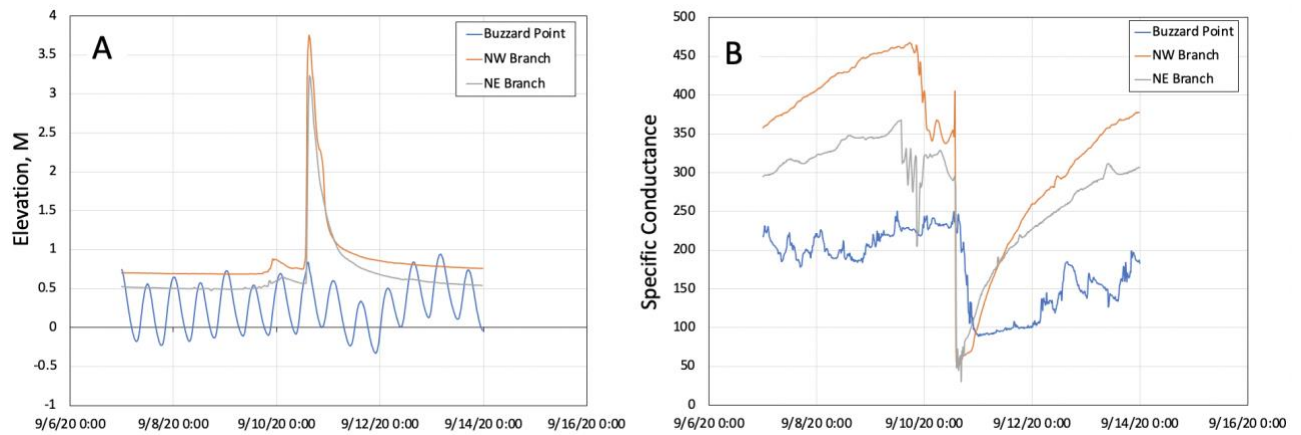 A
Buzzard Point
NW Branch
NE Branch
Elevation, M
4
3.5
3
2.5
2
1.5
1
0.5
0
-0.5
-1
9/6/20 0:00 9/8/20 0:00 9/10/20 0:00 9/12/20 0:00 9/14/20 0:00 9/16/20 0:00
B
Buzzard Point
NW Branch
NE Branch
Specific Conductance
500
450
400
350
300
250
200
150
100
50
0
9/6/20 0:00 9/8/20 0:00 9/10/20 0:00 9/12/20 0:00 9/14/20 0:00 9/16/20 0:00